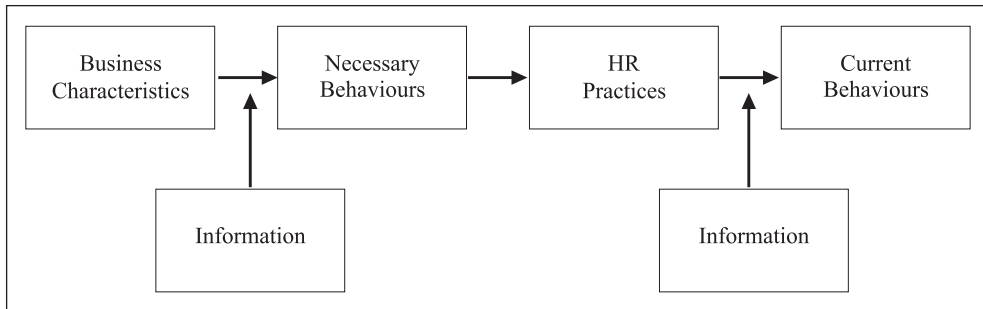 Business
Characteristics
Necessary
Behaviours
HR
Practices
Current
Behaviours
Information
Information